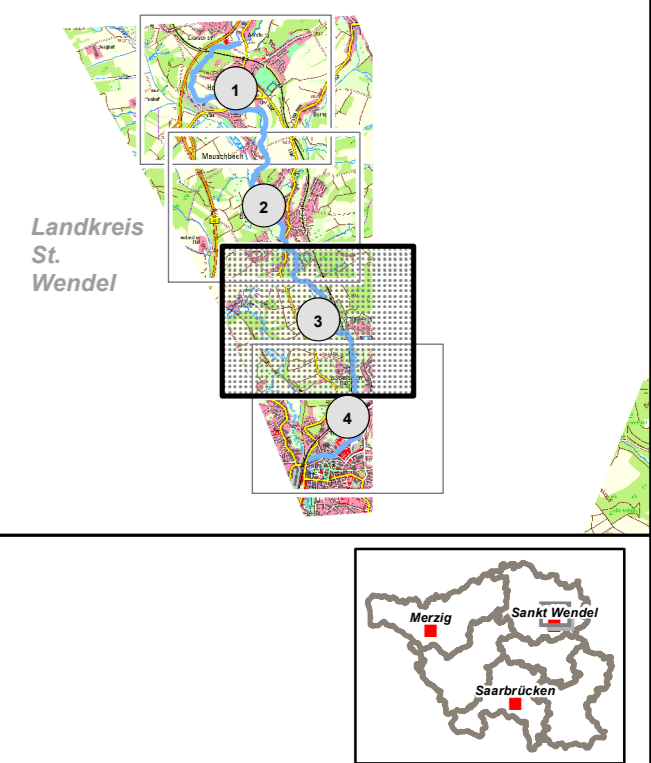 1
Mauschbach
2
Landkreis
St.
Wendel
3
4
Merzig
Sankt Wendel
Saarbrücken